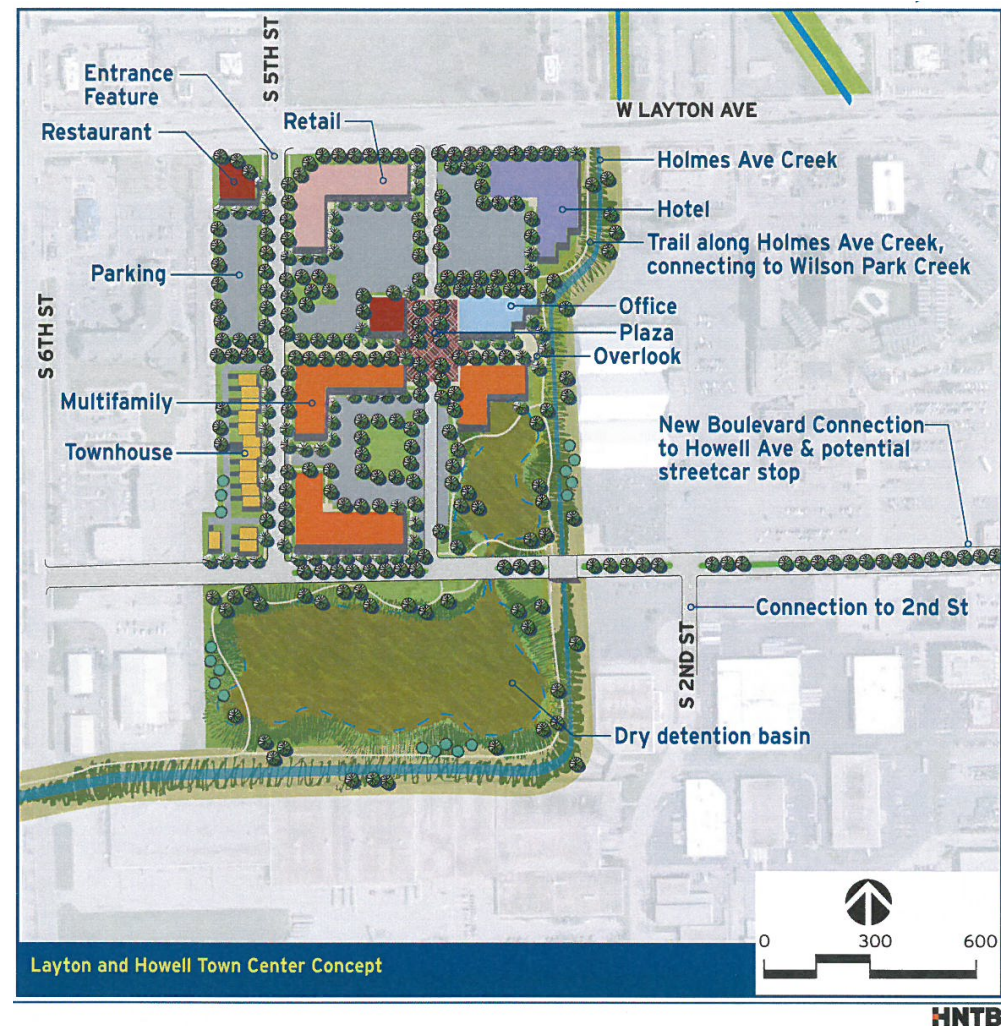 S 5TH ST
Entrance
Feature
W LAYTON AVE
Restaurant
Retail
Holmes Ave Creek
Hotel
Trail along Holmes Ave Creek,
connecting to Wilson Park Creek
Parking
Office
Plaza
Overlook
S 6TH ST
Multifamily
Townhouse
New Boulevard Connection
to Howell Ave & potential
streetcar stop
Connection to 2nd St
S 2ND ST
Dry detention basin
0 300 600
Layton and Howell Town Center Concept
HNTB